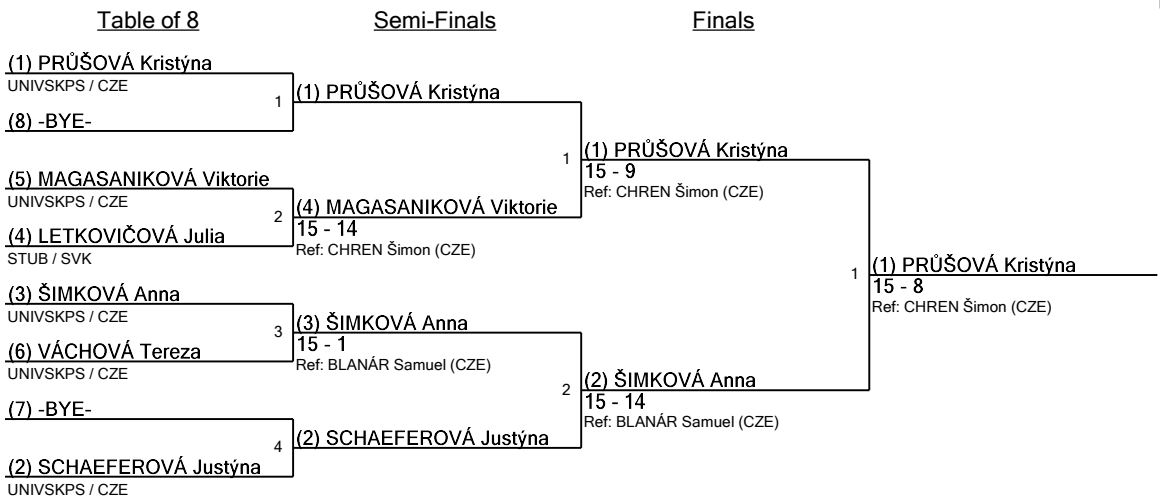 Table of 8
Semi-Finals
Finals
(1) PRŮŠOVÁ Kristýna
UNIVSKPS / CZE
1
(8) -BYE-
(5) MAGASANIKOVÁ Viktorie
UNIVSKPS / CZE
2
(4) LETKOVIČOVÁ Julia
STUB / SVK
(3) ŠIMKOVÁ Anna
UNIVSKPS / CZE
3
(6) VÁCHOVÁ Tereza
UNIVSKPS / CZE
(7) -BYE-
4
(2) SCHAEFEROVÁ Justýna
UNIVSKPS / CZE
(1) PRŮŠOVÁ Kristýna
1
(4) MAGASANIKOVÁ Viktorie
15 - 14
Ref: CHREN Šimon (CZE)
(3) ŠIMKOVÁ Anna
15 - 1
Ref: BLANÁR Samuel (CZE)
2
(2) SCHAEFEROVÁ Justýna
(1) PRŮŠOVÁ Kristýna
15 - 9
Ref: CHREN Šimon (CZE)
1
(2) ŠIMKOVÁ Anna
15 - 14
Ref: BLANÁR Samuel (CZE)
(1) PRŮŠOVÁ Kristýna
15 - 8
Ref: CHREN Šimon (CZE)